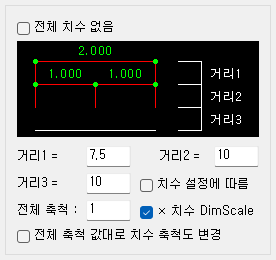 전체 치수 없음
2.000
1.000 1.000 거리1
거리2
거리3
거리1 = 7.5 거리2 = 10
거리3 = 10 치수 설정에 따름
전체 축척 : 1 × 치수 DimScale
전체 축척 값대로 치수 축척도 변경